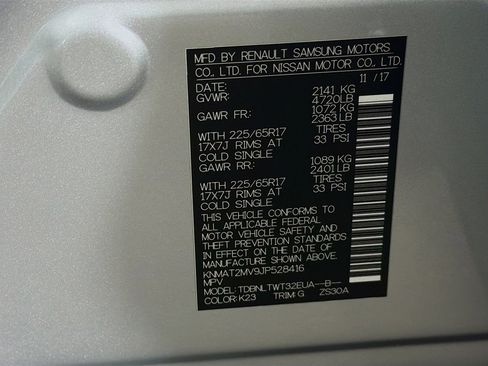 MFD BY RENAULT SAMSUNG MOTORS
CO., LTD. FOR NISSAN MOTOR CO., LTD.
DATE: 11 / 17
GVWR: 2141 KG
4720LB
GAWR FR: 1072 KG
2363 LB
WITH 225/65R17 TIRES
17X7J RIMS AT 33 PSI
COLD SINGLE
GAWR RR: 1089 KG
2401 LB
WITH 225/65R17 TIRES
17X7J RIMS AT 33 PSI
COLD SINGLE
THIS VEHICLE CONFORMS TO
ALL APPLICABLE FEDERAL
MOTOR VEHICLE SAFETY AND
THEFT PREVENTION STANDARDS
IN EFFECT ON THE DATE OF
MANUFACTURE SHOWN ABOVE.
KNMAT2MV9JP528416
MPV
MODEL: TDBNLTWT32EUA--B--
COLOR:K23 TRIM:G ZS30A